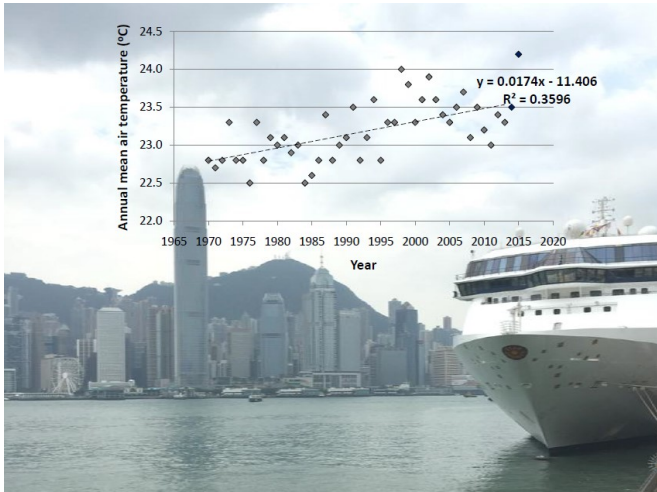 Annual mean air temperature (ºC)
24.5
24.0
23.5
23.0
22.5
22.0
y = 0.0174x - 11.406
R² = 0.3596
1965 1970 1975 1980 1985 1990 1995 2000 2005 2010 2015 2020
Year